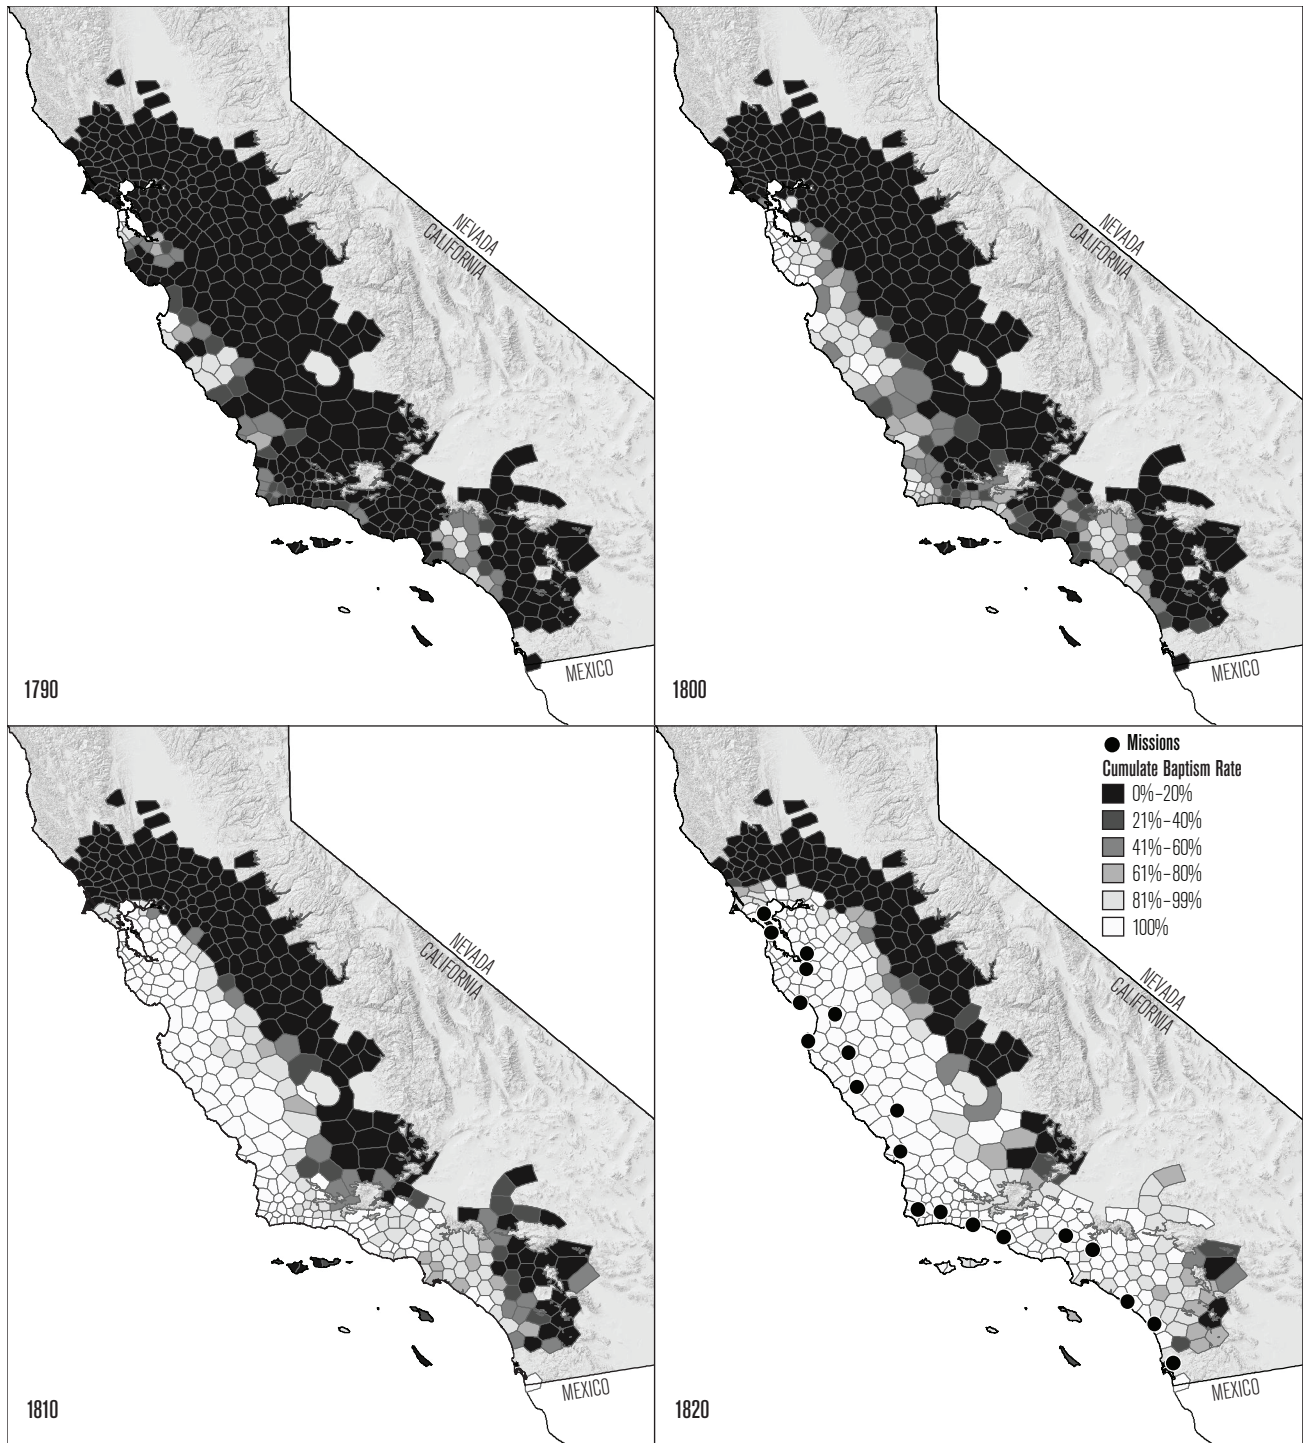 NEVADA
CALIFORNIA
MEXICO
1790
NEVADA
CALIFORNIA
MEXICO
1800
NEVADA
CALIFORNIA
MEXICO
1810
Missions
Cumulate Baptism Rate
0%–20%
21%–40%
41%–60%
61%–80%
81%–99%
100%
NEVADA
CALIFORNIA
MEXICO
1820